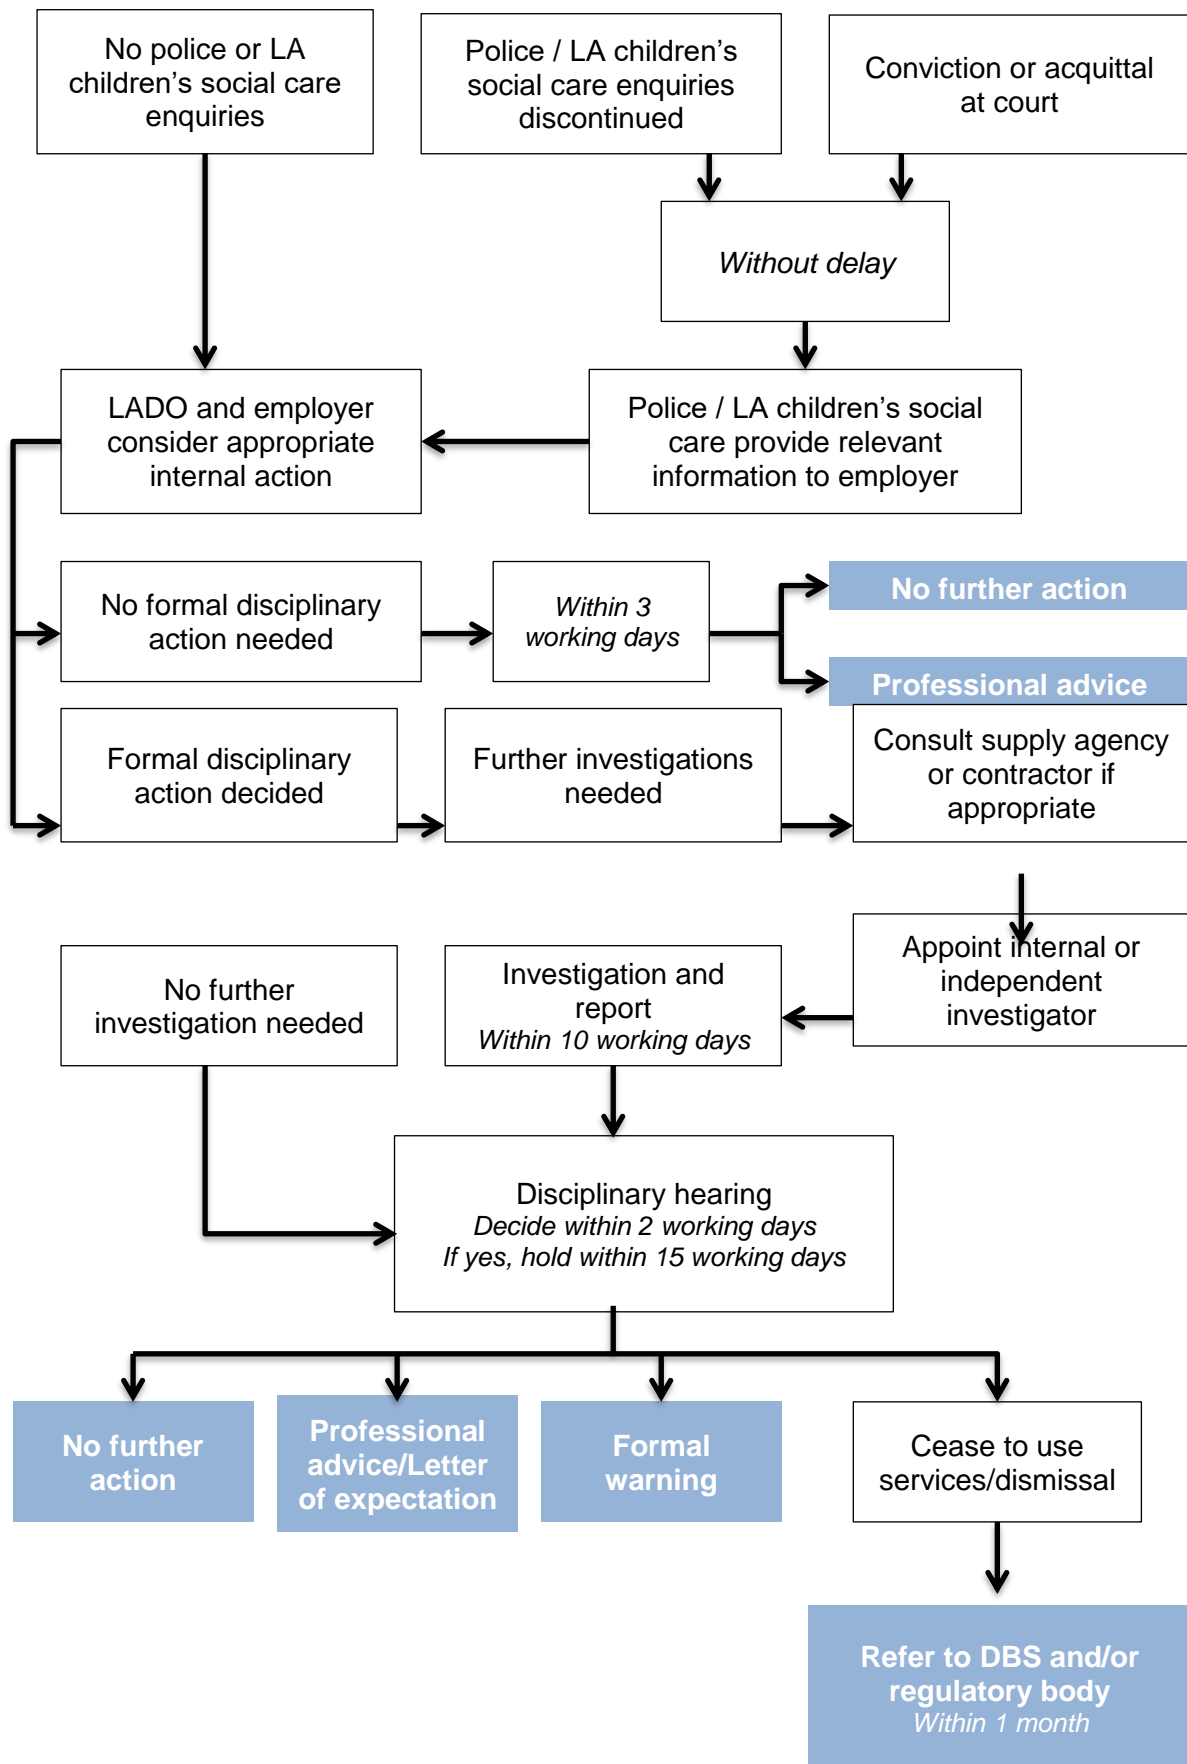 No police or LA
children’s social care
enquiries
Police / LA children’s
social care enquiries
discontinued
Conviction or acquittal
at court
Without delay
LADO and employer
consider appropriate
internal action
Police / LA children’s social
care provide relevant
information to employer
No formal disciplinary
action needed
Within 3
working days
No further action
Professional advice
Formal disciplinary
action decided
Further investigations
needed
Consult supply agency
or contractor if
appropriate
No further
investigation needed
Investigation and
report
Within 10 working days
Appoint internal or
independent
investigator
Disciplinary hearing
Decide within 2 working days
If yes, hold within 15 working days
No further
action
Professional
advice/Letter
of expectation
Formal
warning
Cease to use
services/dismissal
Refer to DBS and/or
regulatory body
Within 1 month